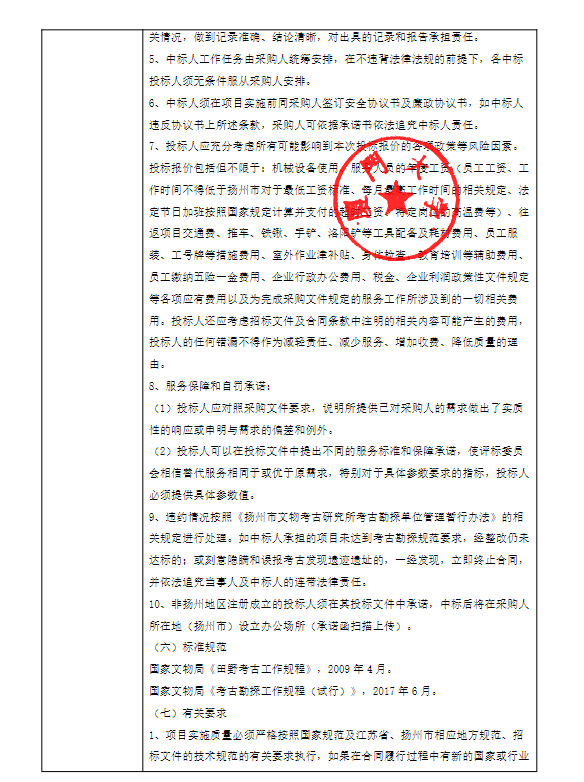 关情况，做到记录准确、结论清晰，对出具的记录和报告承担责任。
5、中标人工作任务由采购人统筹安排，在不违背法律法规的前提下，各中标
投标人须无条件服从采购人安排。
6、中标人须在项目实施前同采购人签订安全协议书及廉政协议书，如中标人
违反协议书上所述条款，采购人可依据承诺书依法追究中标人责任。
7、投标人应充分考虑所有可能影响到本次投标报价的各项政策等风险因素。
投标报价包括但不限于：机械设备使用、服务人员的年度工资（员工工资、工
作时间不得低于扬州市对于最低工资标准、每月最高工作时间的相关规定、法
定节日加班按照国家规定计算并支付的超时工资、特定岗位的高温费等）、往
返项目交通费、推车、铁锹、手铲、洛阳铲等工具配备及耗材费用、员工服
装、工号牌等措施费用、室外作业津补贴、身体检查、教育培训等辅助费用、
员工缴纳五险一金费用、企业行政办公费用、税金、企业利润政策性文件规定
等各项应有费用以及为完成采购文件规定的服务工作所涉及到的一切相关费
用。投标人还应考虑招标文件及合同条款中注明的相关内容可能产生的费用，
投标人的任何错漏不得作为减轻责任、减少服务、增加收费、降低质量的理
由。
8、服务保障和自罚承诺：
（1）投标人应对照采购文件要求，说明所提供已对采购人的需求做出了实质
性的响应或申明与需求的偏差和例外。
（2）投标人可以在投标文件中提出不同的服务标准和保障承诺，使评标委员
会相信替代服务相同于或优于原需求，特别对于具体参数要求的指标，投标人
必须提供具体参数值。
9、违约情况按照《扬州市文物考古研究所考古勘探单位管理暂行办法》的相
关规定进行处理。如中标人承担的项目未达到考古勘探规范要求，经整改仍未
达标的；或刻意隐瞒和误报考古发现遗迹遗址的，一经发现，立即终止合同，
并依法追究当事人及中标人的连带法律责任。
10、非扬州地区注册成立的投标人须在其投标文件中承诺，中标后将在采购人
所在地（扬州市）设立办公场所（承诺函扫描上传）。
（六）标准规范
国家文物局《田野考古工作规程》，2009 年 4 月。
国家文物局《考古勘探工作规程（试行）》，2017 年 6 月。
（七）有关要求
1、项目实施质量必须严格按照国家规范及江苏省、扬州市相应地方规范、招
标文件的技术规范的有关要求执行，如果在合同履行过程中有新的国家或行业